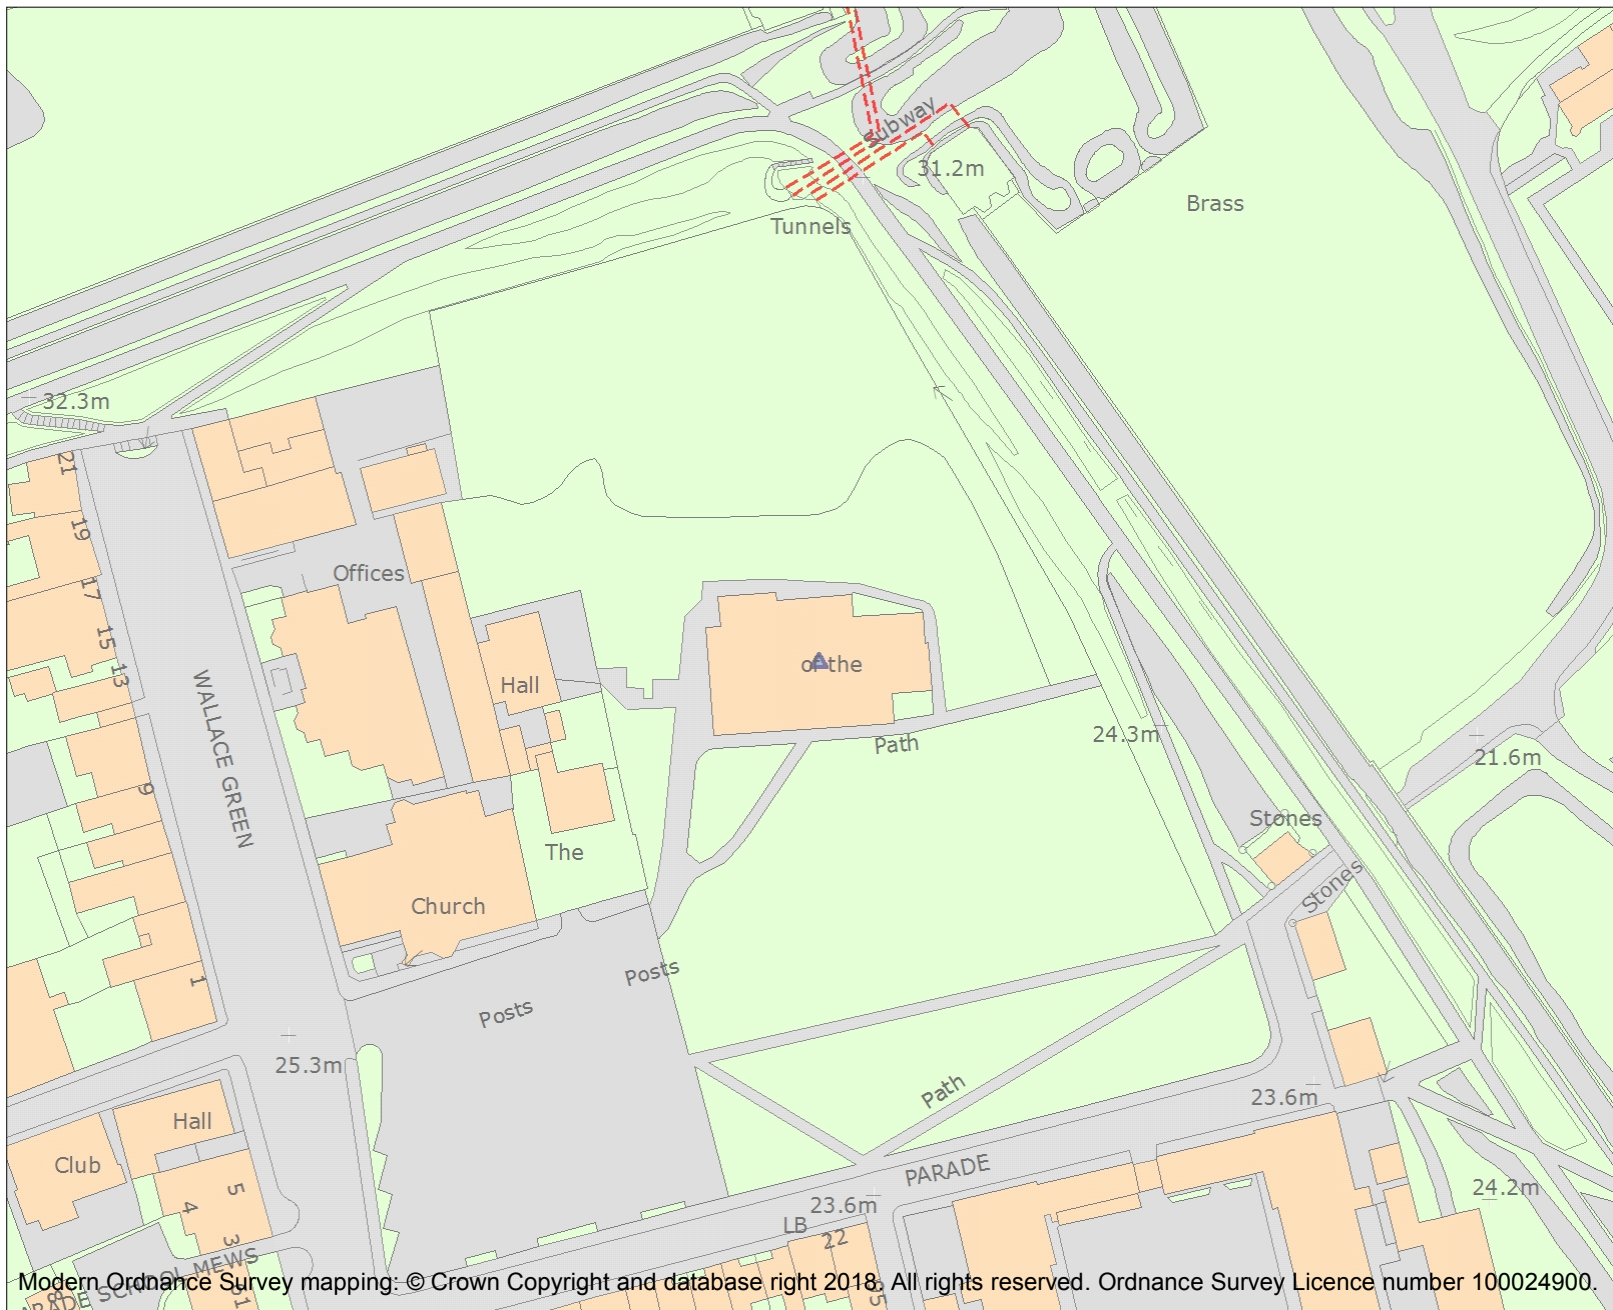 Subway
31.2m
Brass
Tunnels
32.3m
21
19
Offices
17
15
13
of the
Hall
WALLACE GREEN
24.3m
Path
21.6m
9
Stones
The
Stones
Church
Posts
1
Posts
25.3m
Path
23.6m
Hall
Club
PARADE
5
4
24.2m
23.6m
LB
22
3
PARADE SCHOOL MEWS
Modern Ordnance Survey mapping: © Crown Copyright and database right 2018. All rights reserved. Ordnance Survey Licence number 100024900.